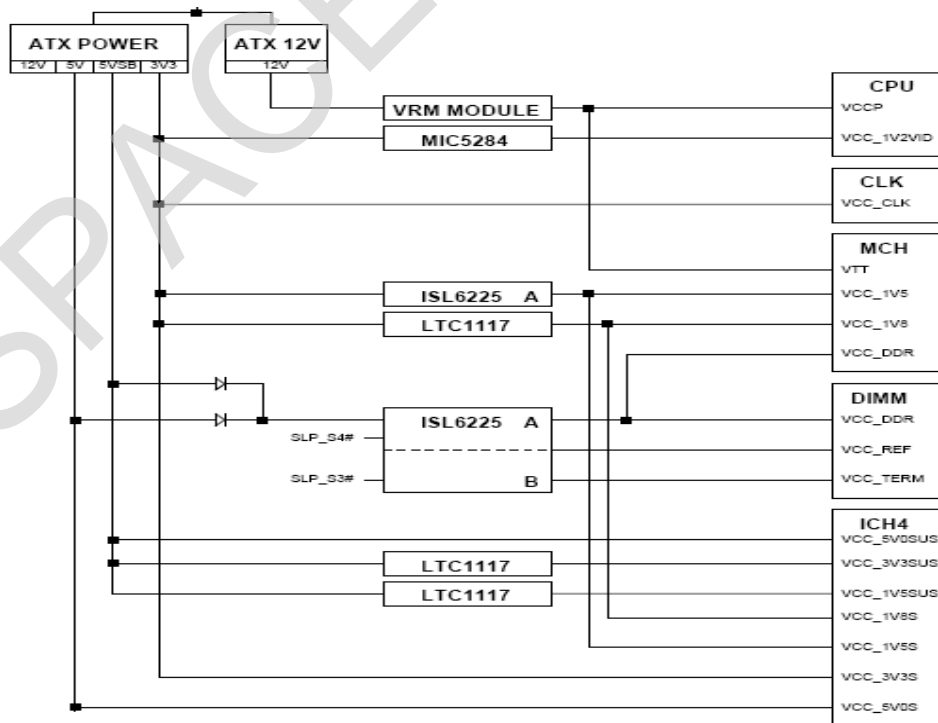 ATX POWER
12V 5V 5VSB 3V3
ATX 12V
12V
VRM MODULE
MIC5284
CPU
VCCP
VCC_1V2VID
CLK
VCC_CLK
MCH
VTT
VCC_1V5
VCC_1V8
VCC_DDR
ISL6225 A
LTC1117
ISL6225 A
B
SLP_S4#
SLP_S3#
DIMM
VCC_DDR
VCC_REF
VCC_TERM
LTC1117
LTC1117
ICH4
VCC_5V0SUS
VCC_3V3SUS
VCC_1V5SUS
VCC_1V8S
VCC_1V5S
VCC_3V3S
VCC_5V0S
SPACE